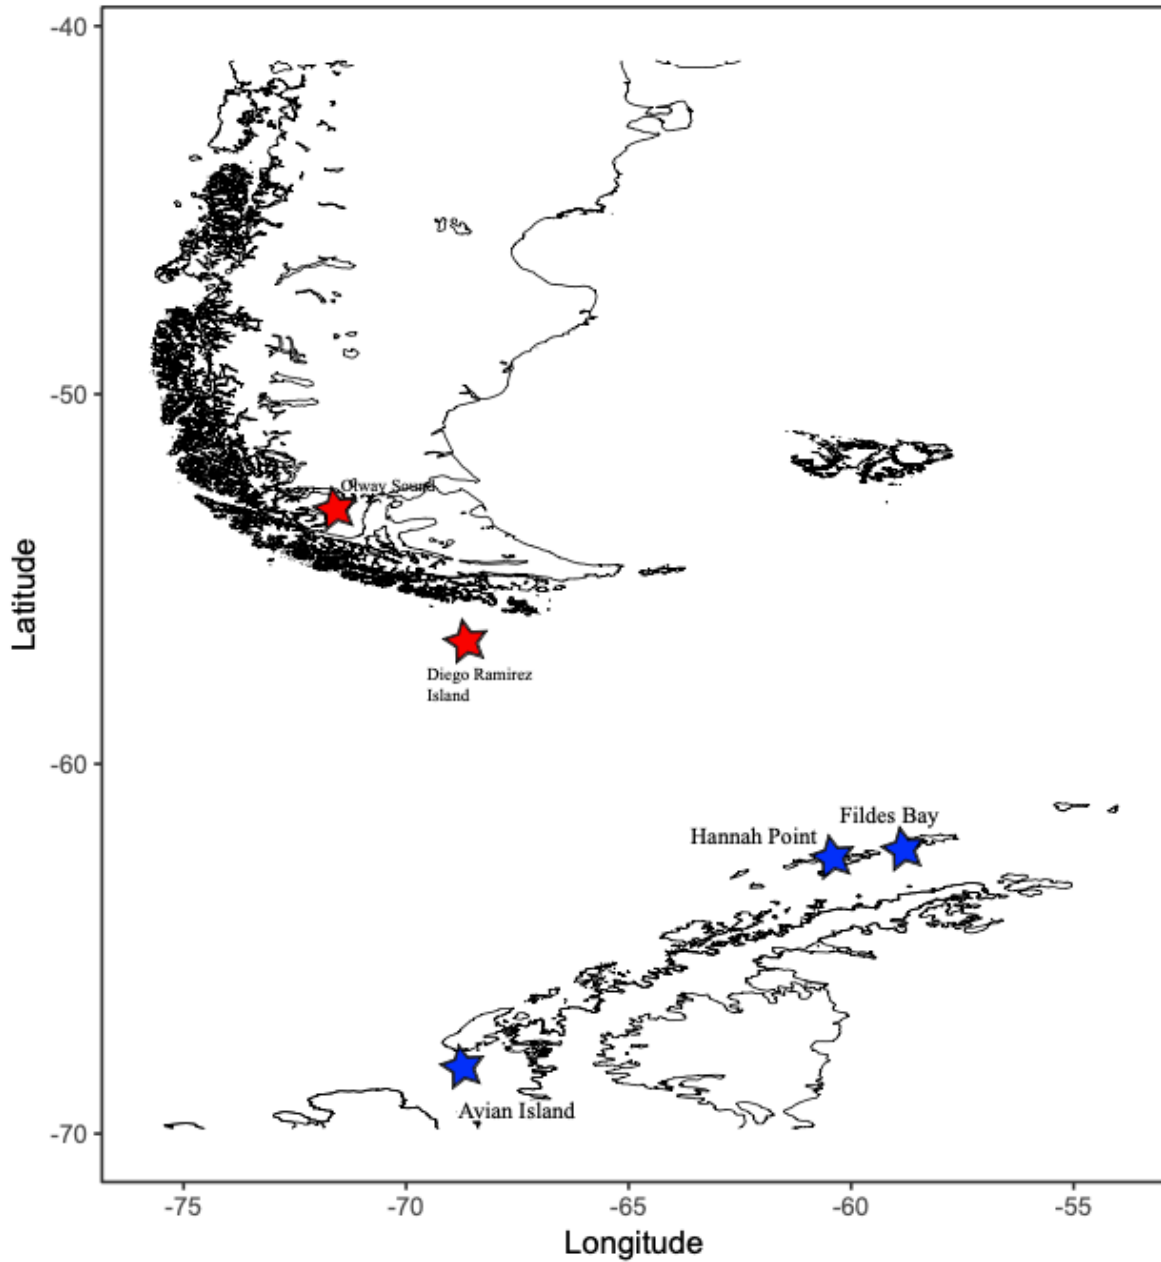 -40
-50
Olway Sound
Latitude
Diego Ramirez
Island
-60
Fildes Bay
Hannah Point
Avian Island
-70
-75
-70
-65
-60
-55
Longitude